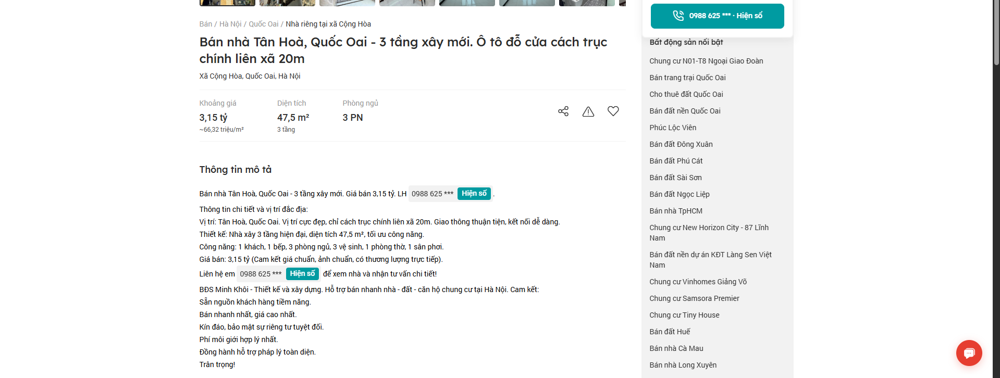 Bán / Hà Nội / Quốc Oai / Nhà riêng tại xã Cộng Hòa
Bán nhà Tân Hoà, Quốc Oai - 3 tầng xây mới. Ô tô đỗ cửa cách trục
chính liên xã 20m
Xã Cộng Hòa, Quốc Oai, Hà Nội
Khoảng giá
3,15 tỷ
~66,32 triệu/m²
Diện tích
47,5 m²
3 tầng
Phòng ngủ
3 PN
Thông tin mô tả
Bán nhà Tân Hoà, Quốc Oai - 3 tầng xây mới. Giá bán 3,15 tỷ. LH 0988 625 *** Hiện số .
Thông tin chi tiết và vị trí đắc địa:
Vị trí: Tân Hoà, Quốc Oai. Vị trí cực đẹp, chỉ cách trục chính liên xã 20m. Giao thông thuận tiện, kết nối dễ dàng.
Thiết kế: Nhà xây 3 tầng hiện đại, diện tích 47,5 m², tối ưu công năng.
Công năng: 1 khách, 1 bếp, 3 phòng ngủ, 3 vệ sinh, 1 phòng thờ, 1 sân phơi.
Giá bán: 3,15 tỷ (Cam kết giá chuẩn, ảnh chuẩn, có thương lượng trực tiếp).
Liên hệ em 0988 625 *** Hiện số để xem nhà và nhận tư vấn chi tiết!
BĐS Minh Khôi - Thiết kế và xây dựng. Hỗ trợ bán nhanh nhà - đất - căn hộ chung cư tại Hà Nội. Cam kết:
Sẵn nguồn khách hàng tiềm năng.
Bán nhanh nhất, giá cao nhất.
Kín đáo, bảo mật sự riêng tư tuyệt đối.
Phí môi giới hợp lý nhất.
Đồng hành hỗ trợ pháp lý toàn diện.
Trân trọng!
0988 625 *** · Hiện số
Bất động sản nổi bật
Chung cư N01-T8 Ngoại Giao Đoàn
Bán trang trại Quốc Oai
Cho thuê đất Quốc Oai
Bán đất nền Quốc Oai
Phúc Lộc Viên
Bán đất Đông Xuân
Bán đất Phú Cát
Bán đất Sài Sơn
Bán đất Ngọc Liệp
Bán nhà TpHCM
Chung cư New Horizon City - 87 Lĩnh
Nam
Bán đất nền dự án KĐT Làng Sen Việt
Nam
Chung cư Vinhomes Giảng Võ
Chung cư Samsora Premier
Chung cư Tiny House
Bán đất Huế
Bán nhà Cà Mau
Bán nhà Long Xuyên